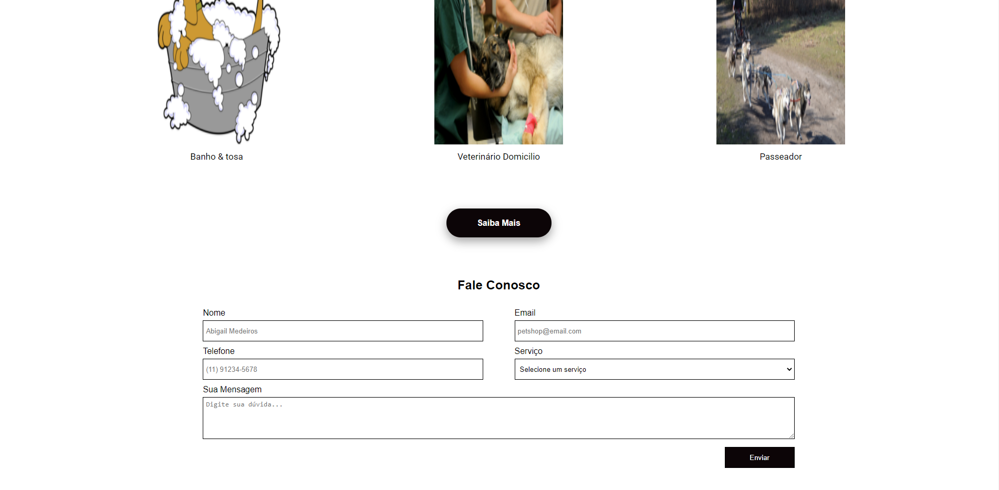 Banho & tosa
Veterinário Domicilio
Passeador
Saiba Mais
Fale Conosco
Nome
Email
Abigail Medeiros
petshop@email.com
Telefone
Serviço
(11) 91234-5678
Selecione um serviço
Sua Mensagem
Digite sua dúvida...
Enviar